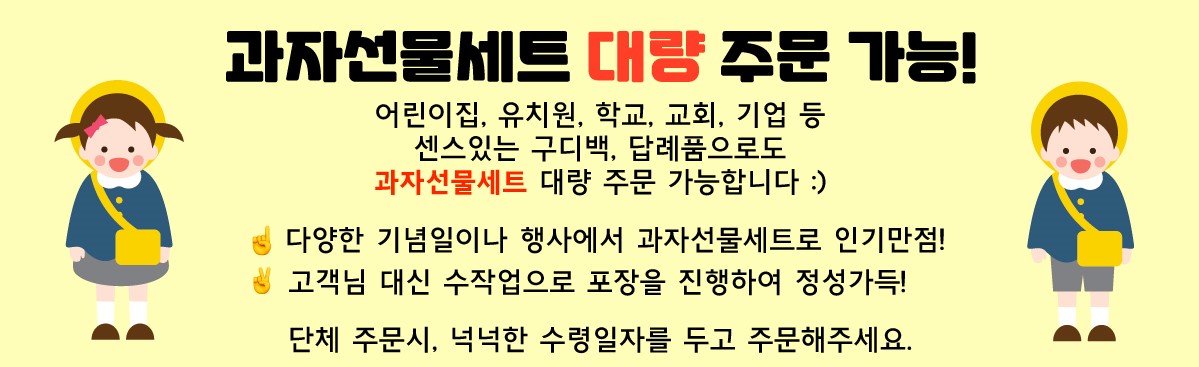 과자선물세트 대량 주문 가능!
어린이집, 유치원, 학교, 교회, 기업 등
센스있는 구디백, 답례품으로도
과자선물세트 대량 주문 가능합니다 :)
☝️ 다양한 기념일이나 행사에서 과자선물세트로 인기만점!
✌️ 고객님 대신 수작업으로 포장을 진행하여 정성가득!
단체 주문시, 넉넉한 수령일자를 두고 주문해주세요.